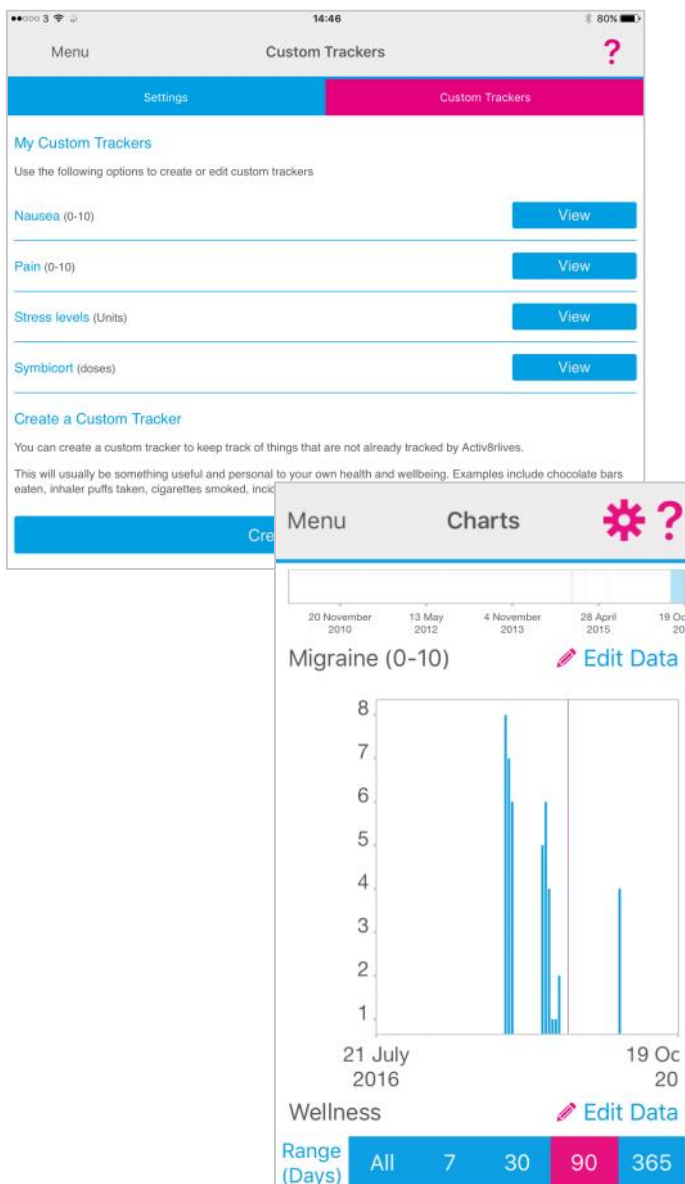 3
14:46
80%
Menu
Custom Trackers
?
Settings
Custom Trackers
My Custom Trackers
Use the following options to create or edit custom trackers
Nausea (0-10)
View
Pain (0-10)
View
Stress levels (Units)
View
Symbicort (doses)
View
Create a Custom Tracker
You can create a custom tracker to keep track of things that are not already tracked by Activ8rlives.
This will usually be something useful and personal to your own health and wellbeing. Examples include chocolate bars
eaten, inhaler puffs taken, cigarettes smoked,
Menu
Charts
?
20 November
2010
13 May
2012
4 November
2013
28 April
2015
19 Oc
20
Migraine (0-10)
Edit Data
8
7
6
5
4
3
2
1
21 July
2016
19 Oc
20
Wellness
Edit Data
Range
(Days)
All
7
30
90
365